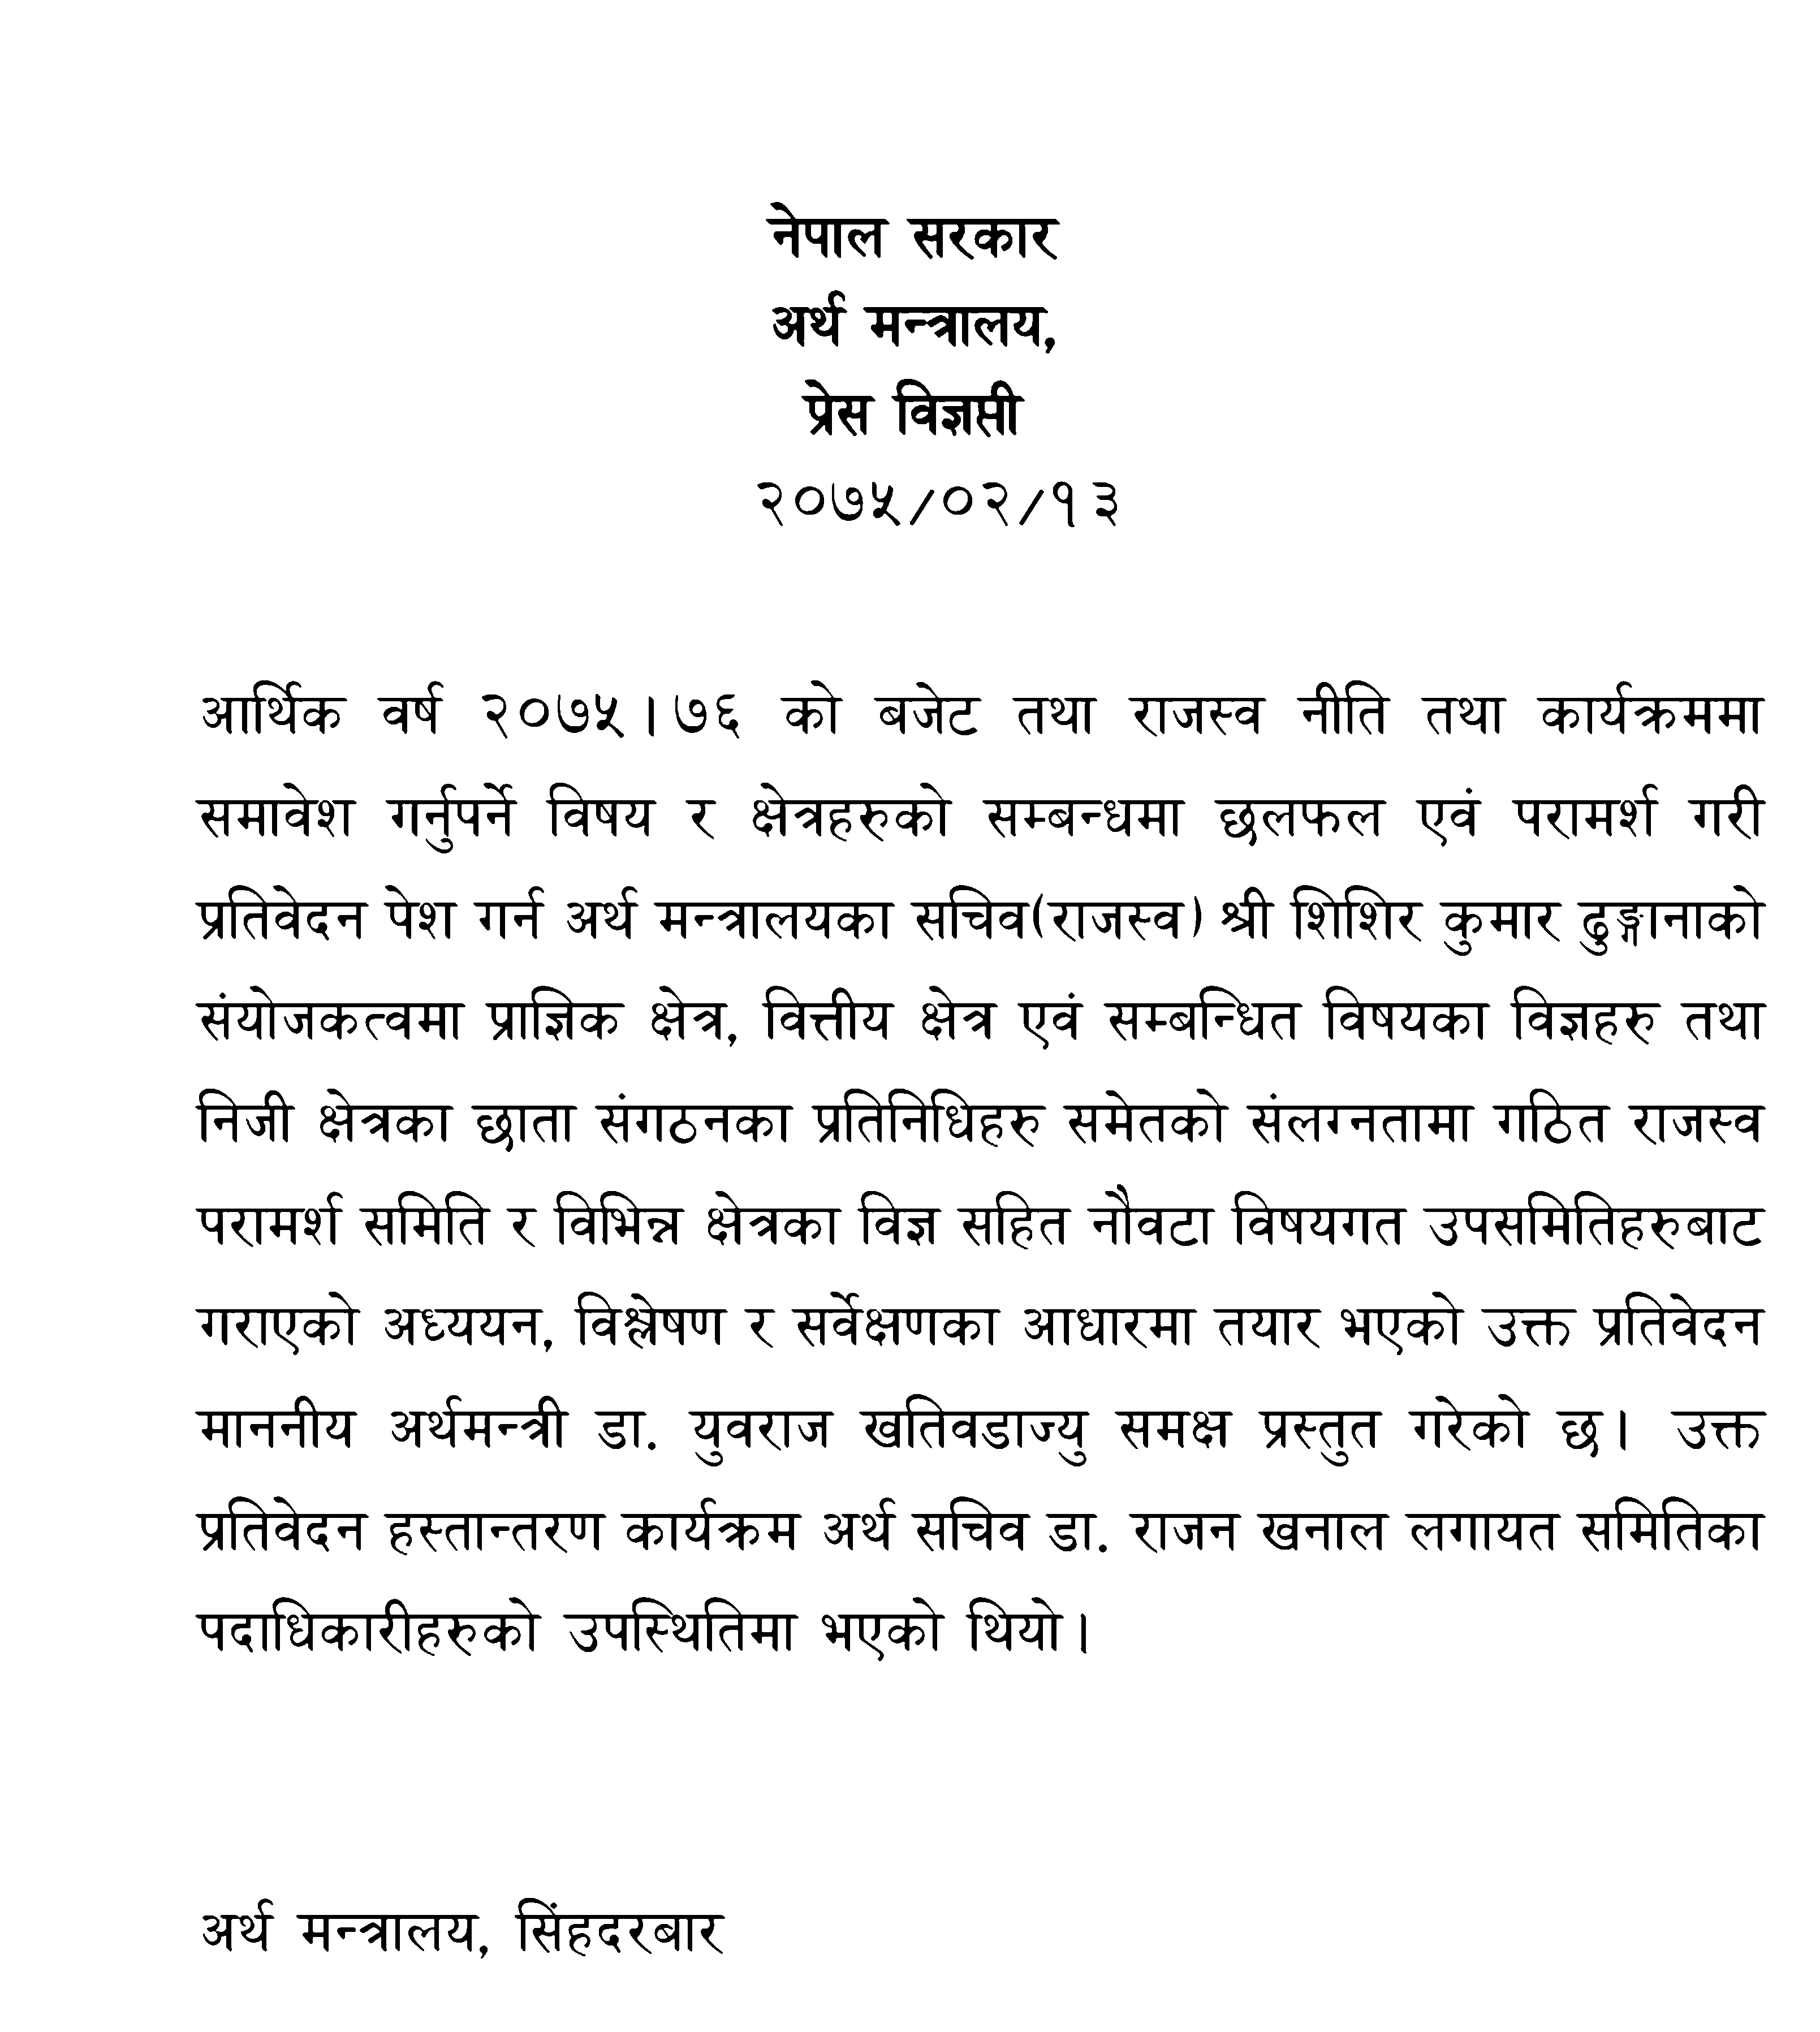 नेपाल सरकार
अर्थ मन्त्रालय,
प्रेस विज्ञप्ती
२०७५/०२/१३
आर्थिक वर्ष २०७५।७६ को बजेट तथा राजस्व नीति तथा कार्यक्रममा
समावेश गर्नुपर्ने विषय र क्षेत्रहरुको सम्बन्धमा छलफल एवं परामर्श गरी
प्रतिवेदन पेश गर्न अर्थ मन्त्रालयका सचिव(राजस्व) श्री शिशिर कुमार ढुङ्गानाको
संयोजकत्वमा प्राज्ञिक क्षेत्र, वित्तीय क्षेत्र एवं सम्बन्धित विषयका विज्ञहरु तथा
निजी क्षेत्रका छाता संगठनका प्रतिनिधिहरु समेतको संलग्नतामा गठित राजस्व
परामर्श समिति र विभिन्न क्षेत्रका विज्ञ सहित नौवटा विषयगत उपसमितिहरुबाट
गराएको अध्ययन, विश्लेषण र सर्वेक्षणका आधारमा तयार भएको उक्त प्रतिवेदन
माननीय अर्थमन्त्री डा. युवराज खतिवडाज्यु समक्ष प्रस्तुत गरेको छ। उक्त
प्रतिवेदन हस्तान्तरण कार्यक्रम अर्थ सचिव डा. राजन खनाल लगायत समितिका
पदाधिकारीहरुको उपस्थितिमा भएको थियो।
अर्थ मन्त्रालय, सिंहदरबार